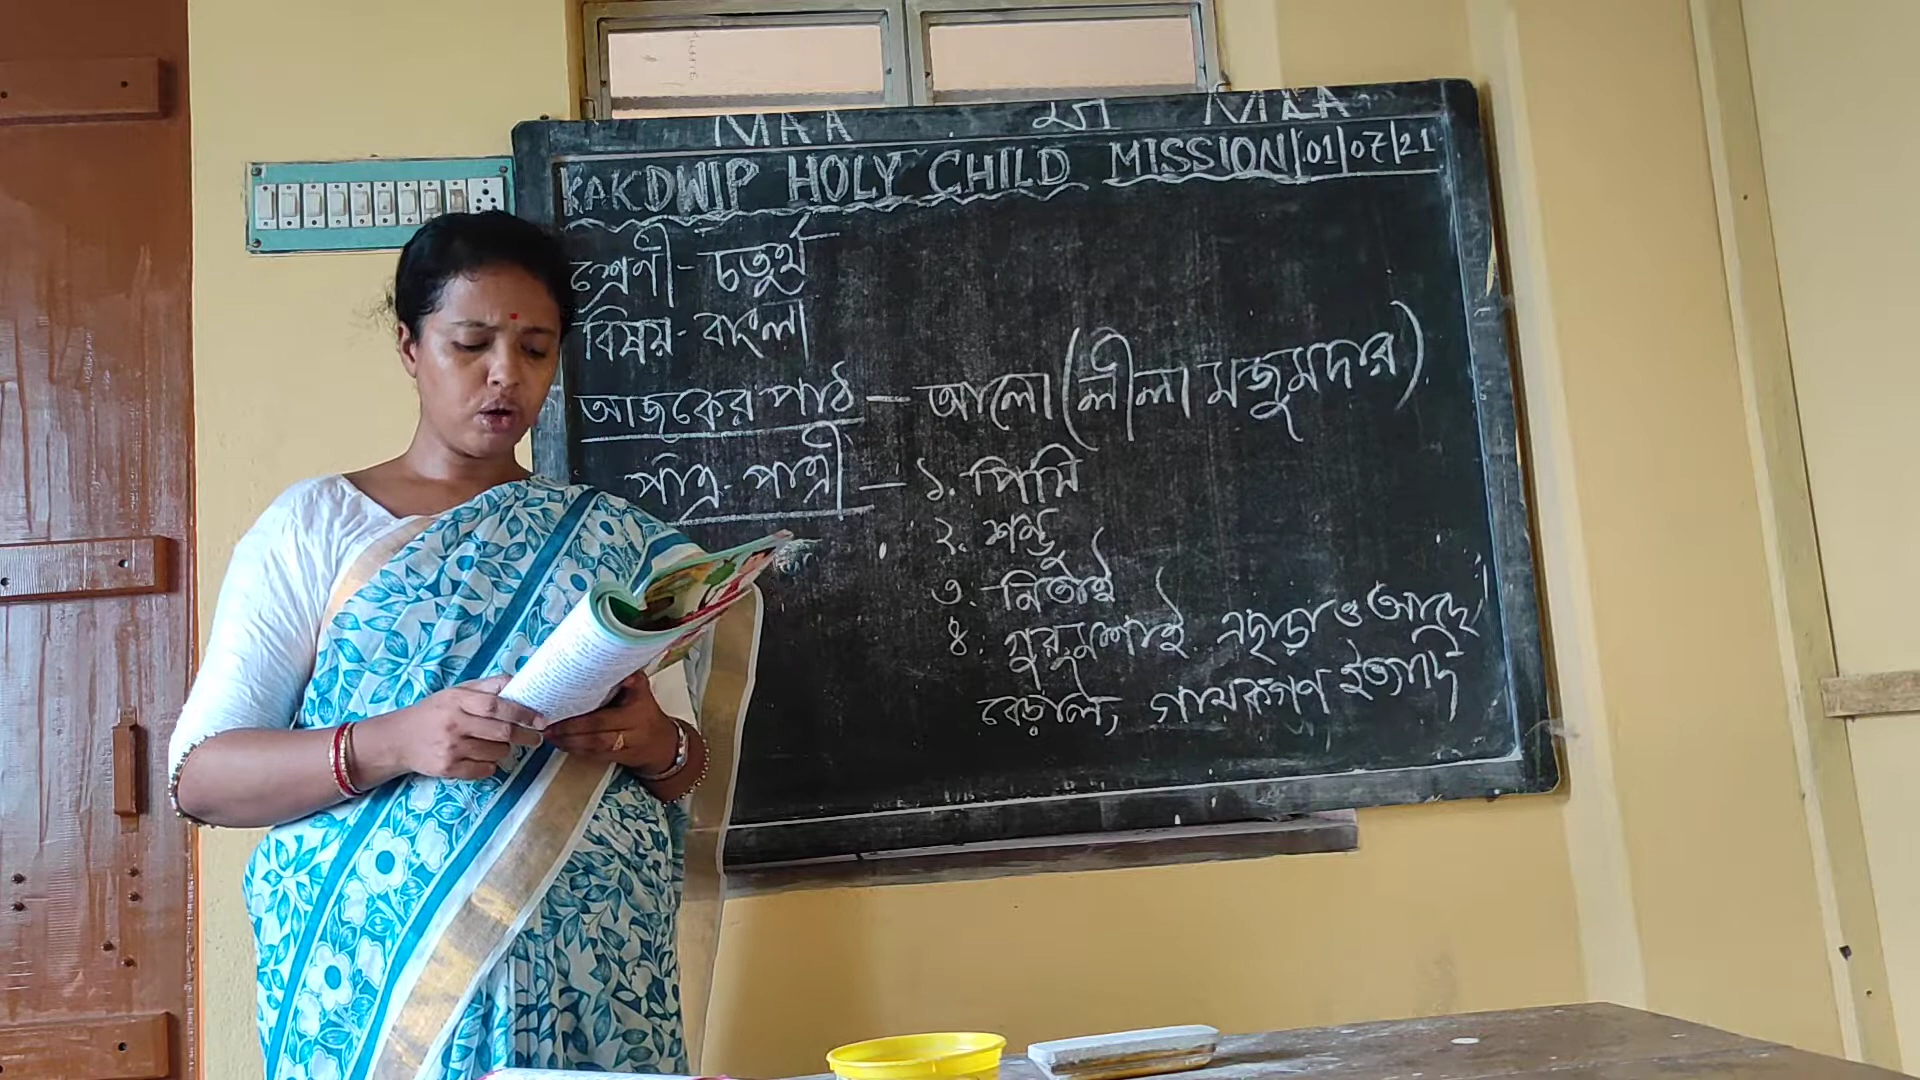 MAA মা MAA
KAKDWIP HOLY CHILD MISSION | 01/07/21
শ্রেণী - চতুর্থ
বিষয় - বাংলা
আজকের পাঠ — আলো (লীলা মজুমদার)
পাত্র-পাত্রী — ১. পিসি
২. শম্ভু
৩. নিতাই
৪. গুরুমশাই. এছাড়াও আছে
বেড়াল, গায়কগণ ইত্যাদি